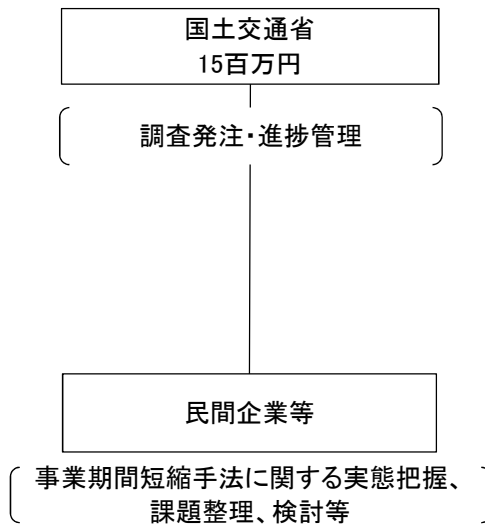 国土交通省
15百万円
調査発注・進捗管理
民間企業等
事業期間短縮手法に関する実態把握、
課題整理、検討等